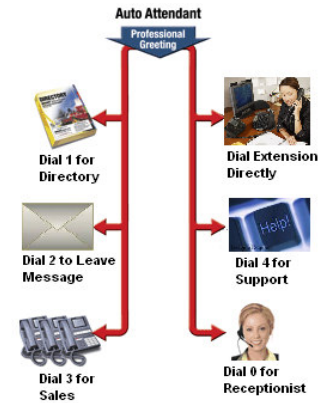 Auto Attendant
Professional
Greeting
DIRECTORY
Dial 1 for
Directory
Dial Extension
Directly
Dial 2 to Leave
Message
Help!
Dial 4 for
Support
Dial 3 for
Sales
Dial 0 for
Receptionist